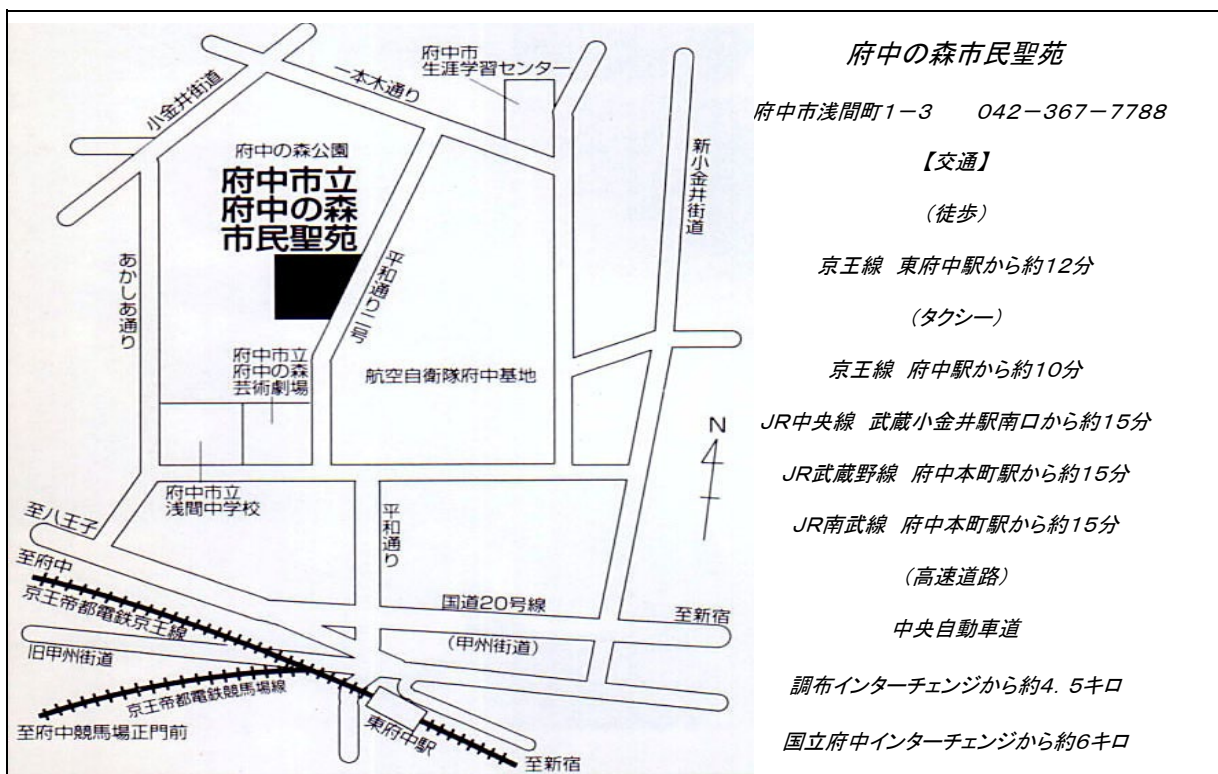 小金井街道
一本木通り
府中市
生涯学習センター
新小金井街道
府中の森公園
府中市立
府中の森
市民聖苑
あかしあ通り
平和通り二号
府中市立
府中の森
芸術劇場
航空自衛隊府中基地
N
府中市立
浅間中学校
平和通り
至八王子
至府中
京王帝都電鉄京王線
国道20号線
至新宿
(甲州街道)
旧甲州街道
京王帝都電鉄競馬場線
至府中競馬場正門前
東府中駅
至新宿
府中の森市民聖苑
府中市浅間町1-3 042-367-7788
【交通】
(徒歩)
京王線 東府中駅から約12分
(タクシー)
京王線 府中駅から約10分
JR中央線 武蔵小金井駅南口から約15分
JR武蔵野線 府中本町駅から約15分
JR南武線 府中本町駅から約15分
(高速道路)
中央自動車道
調布インターチェンジから約4.5キロ
国立府中インターチェンジから約6キロ